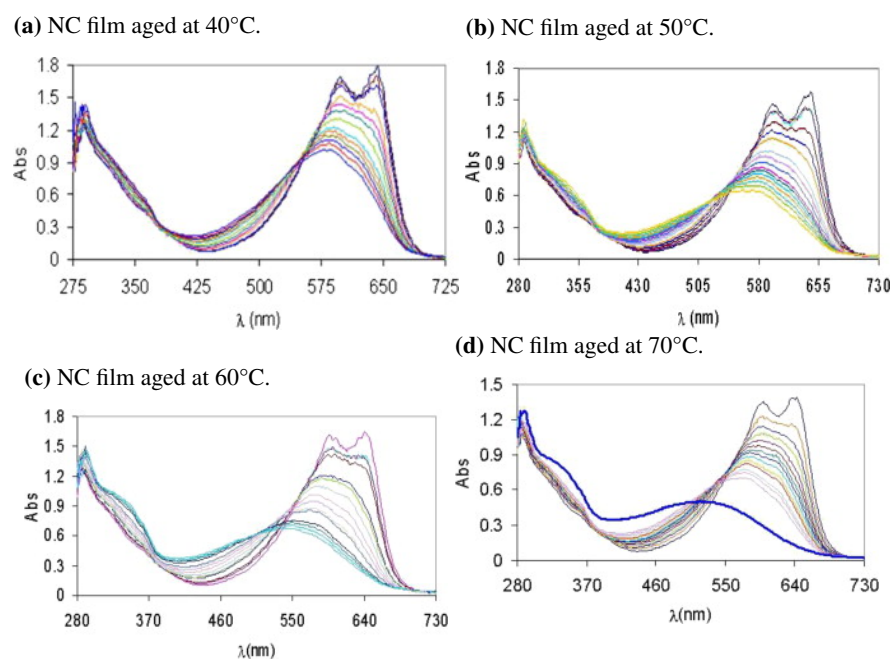 (a) NC film aged at 40°C.
1.8
1.5
1.2
0.9
0.6
0.3
0
Abs
275 350 425 500 575 650 725
λ (nm)
(b) NC film aged at 50°C.
1.8
1.5
1.2
0.9
0.6
0.3
0
Abs
280 355 430 505 580 655 730
λ (nm)
(c) NC film aged at 60°C.
1.8
1.5
1.2
0.9
0.6
0.3
0
Abs
280 370 460 550 640 730
λ(nm)
(d) NC film aged at 70°C.
1.5
1.2
0.9
0.6
0.3
0
Abs
280 370 460 550 640 730
λ(nm)